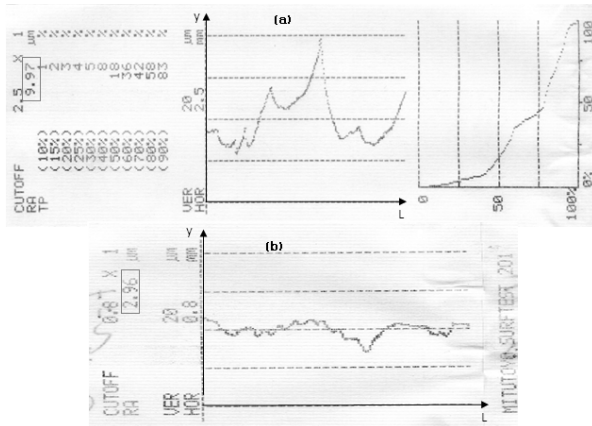 (a)
CUTOFF 2.5 X 1
RA 9.97 µm
TP (10%) 1 %
(15%) 2 %
(20%) 3 %
(25%) 4 %
(30%) 5 %
(40%) 8 %
(50%) 18 %
(60%) 36 %
(70%) 42 %
(80%) 58 %
(90%) 83 %
VER 20 µm
HOR 2.5 mm
y
L
0% 50 100
0 50 100%
(b)
CUTOFF 0.8 X 1
RA 2.96 µm
VER 20 µm
HOR 0.8 mm
y
L
MITUTOYO SURFTEST 201